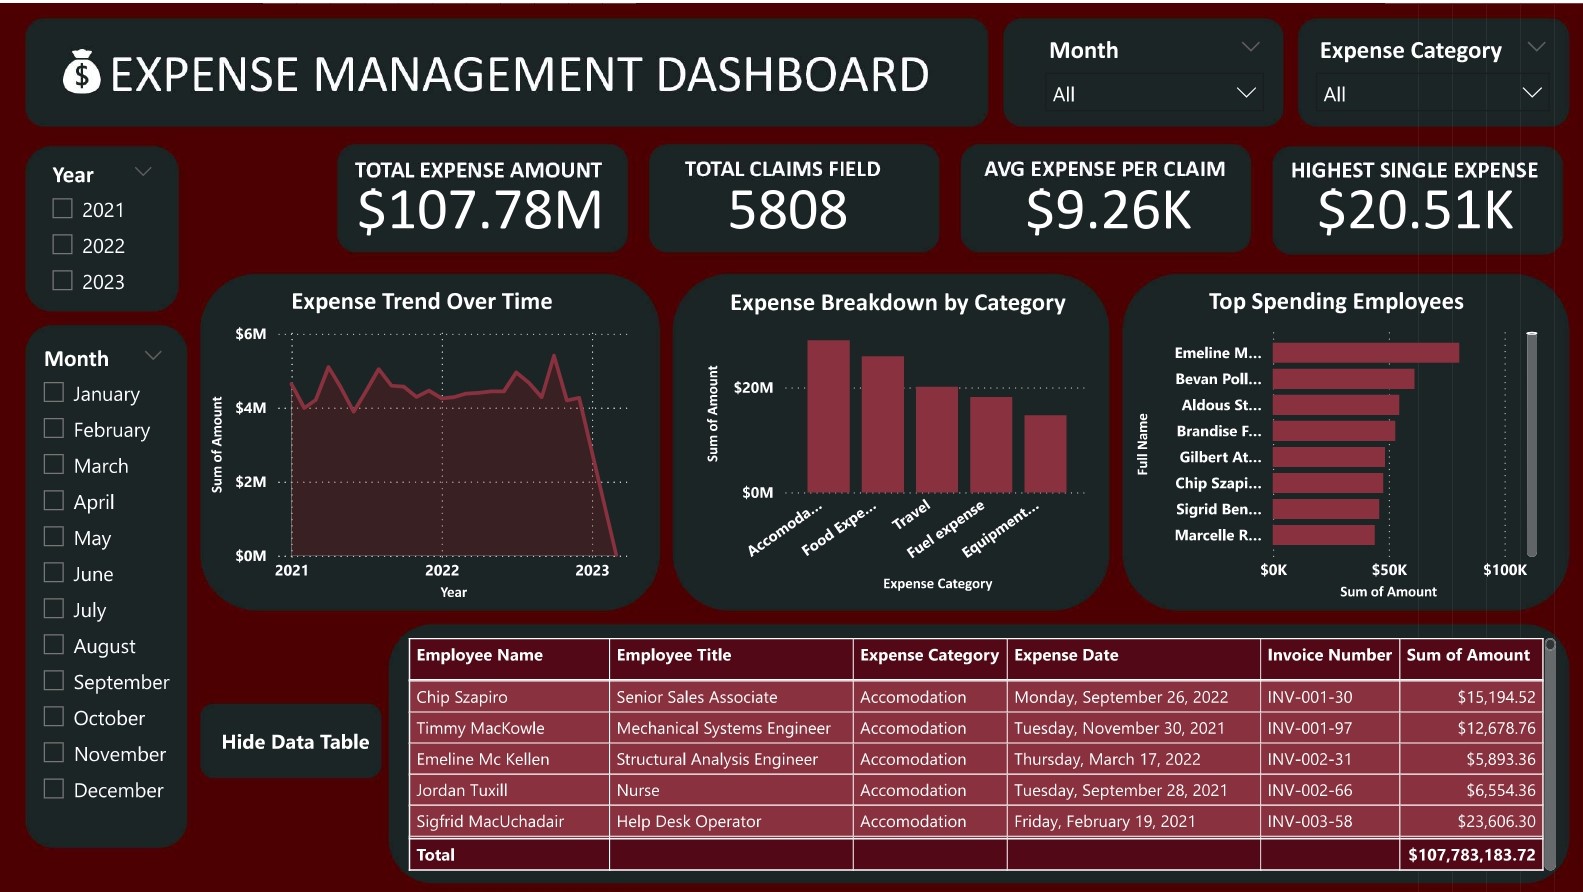 EXPENSE MANAGEMENT DASHBOARD
Month
All
Expense Category
All
Year
2021
2022
2023
TOTAL EXPENSE AMOUNT
$107.78M
TOTAL CLAIMS FIELD
5808
AVG EXPENSE PER CLAIM
$9.26K
HIGHEST SINGLE EXPENSE
$20.51K
Month
January
February
March
April
May
June
July
August
September
October
November
December
Expense Trend Over Time
Sum of Amount
$6M
$4M
$2M
$0M
2021 2022 2023
Year
Expense Breakdown by Category
Sum of Amount
$20M
$0M
Accomoda... Food Expe... Travel Fuel expense Equipment...
Expense Category
Top Spending Employees
Full Name
Emeline M...
Bevan Poll...
Aldous St...
Brandise F...
Gilbert At...
Chip Szapi...
Sigrid Ben...
Marcelle R...
$0K $50K $100K
Sum of Amount
Hide Data Table
Employee Name Employee Title Expense Category Expense Date Invoice Number Sum of Amount
Chip Szapiro Senior Sales Associate Accomodation Monday, September 26, 2022 INV-001-30 $15,194.52
Timmy MacKowle Mechanical Systems Engineer Accomodation Tuesday, November 30, 2021 INV-001-97 $12,678.76
Emeline Mc Kellen Structural Analysis Engineer Accomodation Thursday, March 17, 2022 INV-002-31 $5,893.36
Jordan Tuxill Nurse Accomodation Tuesday, September 28, 2021 INV-002-66 $6,554.36
Sigfrid MacUchadair Help Desk Operator Accomodation Friday, February 19, 2021 INV-003-58 $23,606.30
Total $107,783,183.72